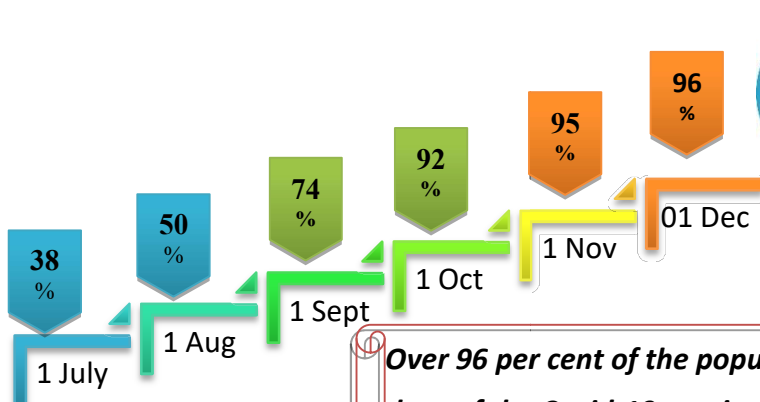 38
%
1 July
50
%
1 Aug
74
%
1 Sept
92
%
1 Oct
95
%
1 Nov
96
%
01 Dec
Over 96 per cent of the popu